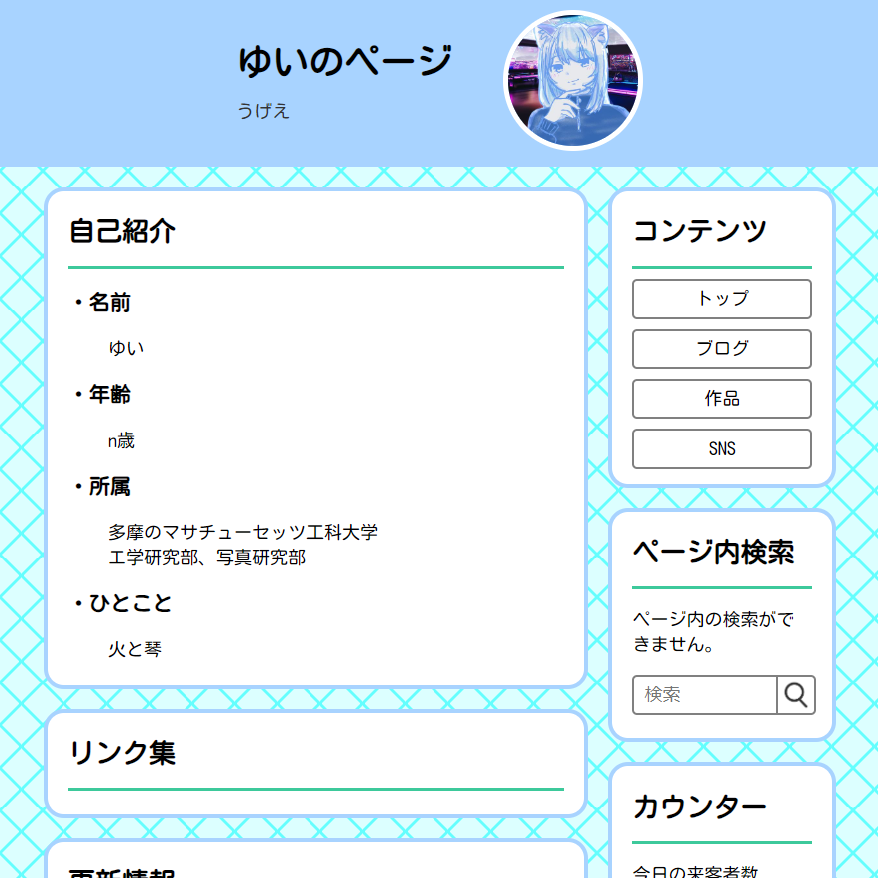 ゆいのページ
うげえ
自己紹介
・名前
ゆい
・年齢
n歳
・所属
多摩のマサチューセッツ工科大学
エ学研究部、写真研究部
・ひとこと
火と琴
リンク集
更新情報
コンテンツ
トップ
ブログ
作品
SNS
ページ内検索
ページ内の検索がで
きません。
検索
カウンター
今日の来客者数